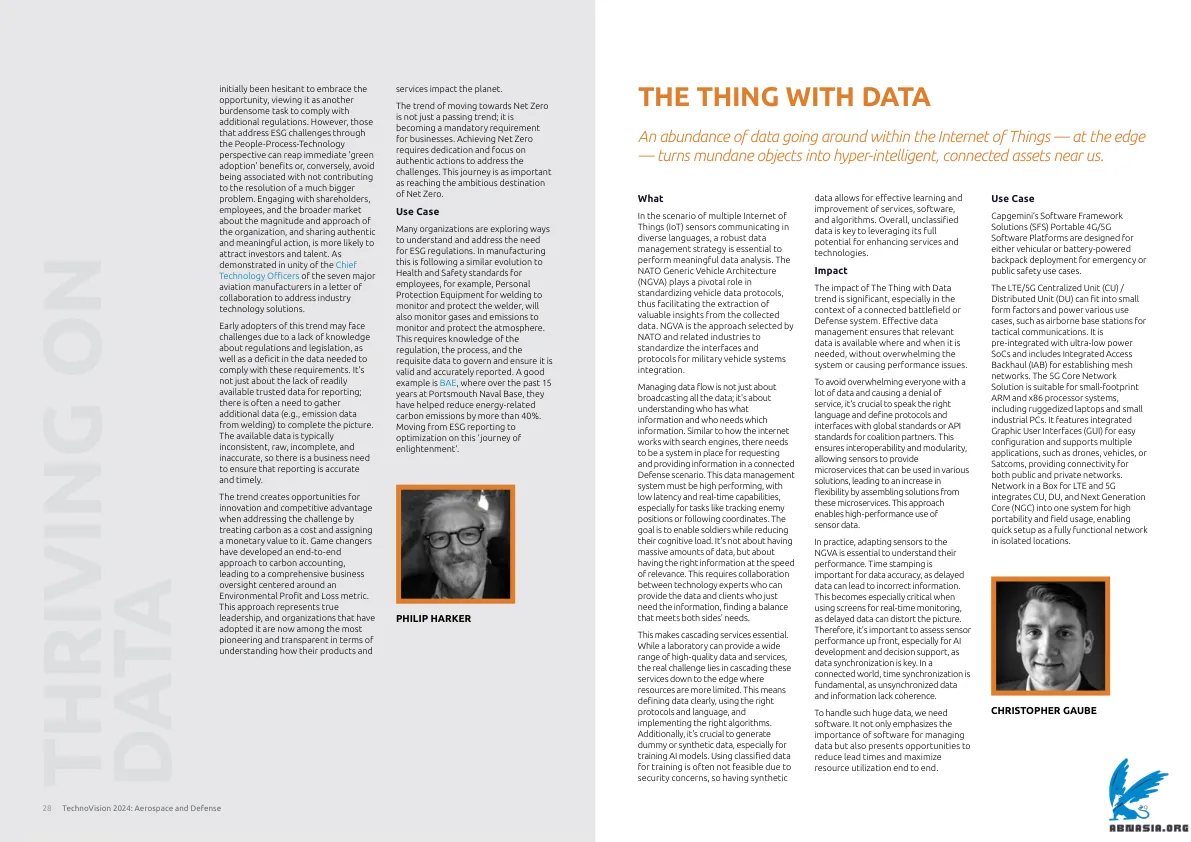 THRIVING ON
DATA
initially been hesitant to embrace the
opportunity, viewing it as another
burdensome task to comply with
additional regulations. However, those
that address ESG challenges through
the People-Process-Technology
perspective can reap immediate ‘green
adoption’ benefits or, conversely, avoid
being associated with not contributing
to the resolution of a much bigger
problem. Engaging with shareholders,
employees, and the broader market
about the magnitude and approach of
the organization, and sharing authentic
and meaningful action, is more likely to
attract investors and talent. As
demonstrated in unity of the Chief
Technology Officers of the seven major
aviation manufacturers in a letter of
collaboration to address industry
technology solutions.
Early adopters of this trend may face
challenges due to a lack of knowledge
about regulations and legislation, as
well as a deficit in the data needed to
comply with these requirements. It’s
not just about the lack of readily
available trusted data for reporting;
there is often a need to gather
additional data (e.g., emission data
from welding) to complete the picture.
The available data is typically
inconsistent, raw, incomplete, and
inaccurate, so there is a business need
to ensure that reporting is accurate
and timely.
The trend creates opportunities for
innovation and competitive advantage
when addressing the challenge by
treating carbon as a cost and assigning
a monetary value to it. Game changers
have developed an end-to-end
approach to carbon accounting,
leading to a comprehensive business
oversight centered around an
Environmental Profit and Loss metric.
This approach represents true
leadership, and organizations that have
adopted it are now among the most
pioneering and transparent in terms of
understanding how their products and
services impact the planet.
The trend of moving towards Net Zero
is not just a passing trend; it is
becoming a mandatory requirement
for businesses. Achieving Net Zero
requires dedication and focus on
authentic actions to address the
challenges. This journey is as important
as reaching the ambitious destination
of Net Zero.
Use Case
Many organizations are exploring ways
to understand and address the need
for ESG regulations. In manufacturing
this is following a similar evolution to
Health and Safety standards for
employees, for example, Personal
Protection Equipment for welding to
monitor and protect the welder, will
also monitor gases and emissions to
monitor and protect the atmosphere.
This requires knowledge of the
regulation, the process, and the
requisite data to govern and ensure it is
valid and accurately reported. A good
example is BAE, where over the past 15
years at Portsmouth Naval Base, they
have helped reduce energy-related
carbon emissions by more than 40%.
Moving from ESG reporting to
optimization on this ‘journey of
enlightenment’.
PHILIP HARKER
28 TechnoVision 2024: Aerospace and Defense
THE THING WITH DATA
An abundance of data going around within the Internet of Things — at the edge
— turns mundane objects into hyper-intelligent, connected assets near us.
What
In the scenario of multiple Internet of
Things (IoT) sensors communicating in
diverse languages, a robust data
management strategy is essential to
perform meaningful data analysis. The
NATO Generic Vehicle Architecture
(NGVA) plays a pivotal role in
standardizing vehicle data protocols,
thus facilitating the extraction of
valuable insights from the collected
data. NGVA is the approach selected by
NATO and related industries to
standardize the interfaces and
protocols for military vehicle systems
integration.
Managing data flow is not just about
broadcasting all the data; it’s about
understanding who has what
information and who needs which
information. Similar to how the internet
works with search engines, there needs
to be a system in place for requesting
and providing information in a connected
Defense scenario. This data management
system must be high performing, with
low latency and real-time capabilities,
especially for tasks like tracking enemy
positions or following coordinates. The
goal is to enable soldiers while reducing
their cognitive load. It’s not about having
massive amounts of data, but about
having the right information at the speed
of relevance. This requires collaboration
between technology experts who can
provide the data and clients who just
need the information, finding a balance
that meets both sides’ needs.
This makes cascading services essential.
While a laboratory can provide a wide
range of high-quality data and services,
the real challenge lies in cascading these
services down to the edge where
resources are more limited. This means
defining data clearly, using the right
protocols and language, and
implementing the right algorithms.
Additionally, it’s crucial to generate
dummy or synthetic data, especially for
training AI models. Using classified data
for training is often not feasible due to
security concerns, so having synthetic
data allows for effective learning and
improvement of services, software,
and algorithms. Overall, unclassified
data is key to leveraging its full
potential for enhancing services and
technologies.
Impact
The impact of The Thing with Data
trend is significant, especially in the
context of a connected battlefield or
Defense system. Effective data
management ensures that relevant
data is available where and when it is
needed, without overwhelming the
system or causing performance issues.
To avoid overwhelming everyone with a
lot of data and causing a denial of
service, it’s crucial to speak the right
language and define protocols and
interfaces with global standards or API
standards for coalition partners. This
ensures interoperability and modularity,
allowing sensors to provide
microservices that can be used in various
solutions, leading to an increase in
flexibility by assembling solutions from
these microservices. This approach
enables high-performance use of
sensor data.
In practice, adapting sensors to the
NGVA is essential to understand their
performance. Time stamping is
important for data accuracy, as delayed
data can lead to incorrect information.
This becomes especially critical when
using screens for real-time monitoring,
as delayed data can distort the picture.
Therefore, it’s important to assess sensor
performance up front, especially for AI
development and decision support, as
data synchronization is key. In a
connected world, time synchronization is
fundamental, as unsynchronized data
and information lack coherence.
To handle such huge data, we need
software. It not only emphasizes the
importance of software for managing
data but also presents opportunities to
reduce lead times and maximize
resource utilization end to end.
Use Case
Capgemini’s Software Framework
Solutions (SFS) Portable 4G/5G
Software Platforms are designed for
either vehicular or battery-powered
backpack deployment for emergency or
public safety use cases.
The LTE/5G Centralized Unit (CU) /
Distributed Unit (DU) can fit into small
form factors and power various use
cases, such as airborne base stations for
tactical communications. It is
pre-integrated with ultra-low power
SoCs and includes Integrated Access
Backhaul (IAB) for establishing mesh
networks. The 5G Core Network
Solution is suitable for small-footprint
ARM and x86 processor systems,
including ruggedized laptops and small
industrial PCs. It features integrated
Graphic User Interfaces (GUI) for easy
configuration and supports multiple
applications, such as drones, vehicles, or
Satcoms, providing connectivity for
both public and private networks.
Network in a Box for LTE and 5G
integrates CU, DU, and Next Generation
Core (NGC) into one system for high
portability and field usage, enabling
quick setup as a fully functional network
in isolated locations.
CHRISTOPHER GAUBE
ABNASIA.ORG